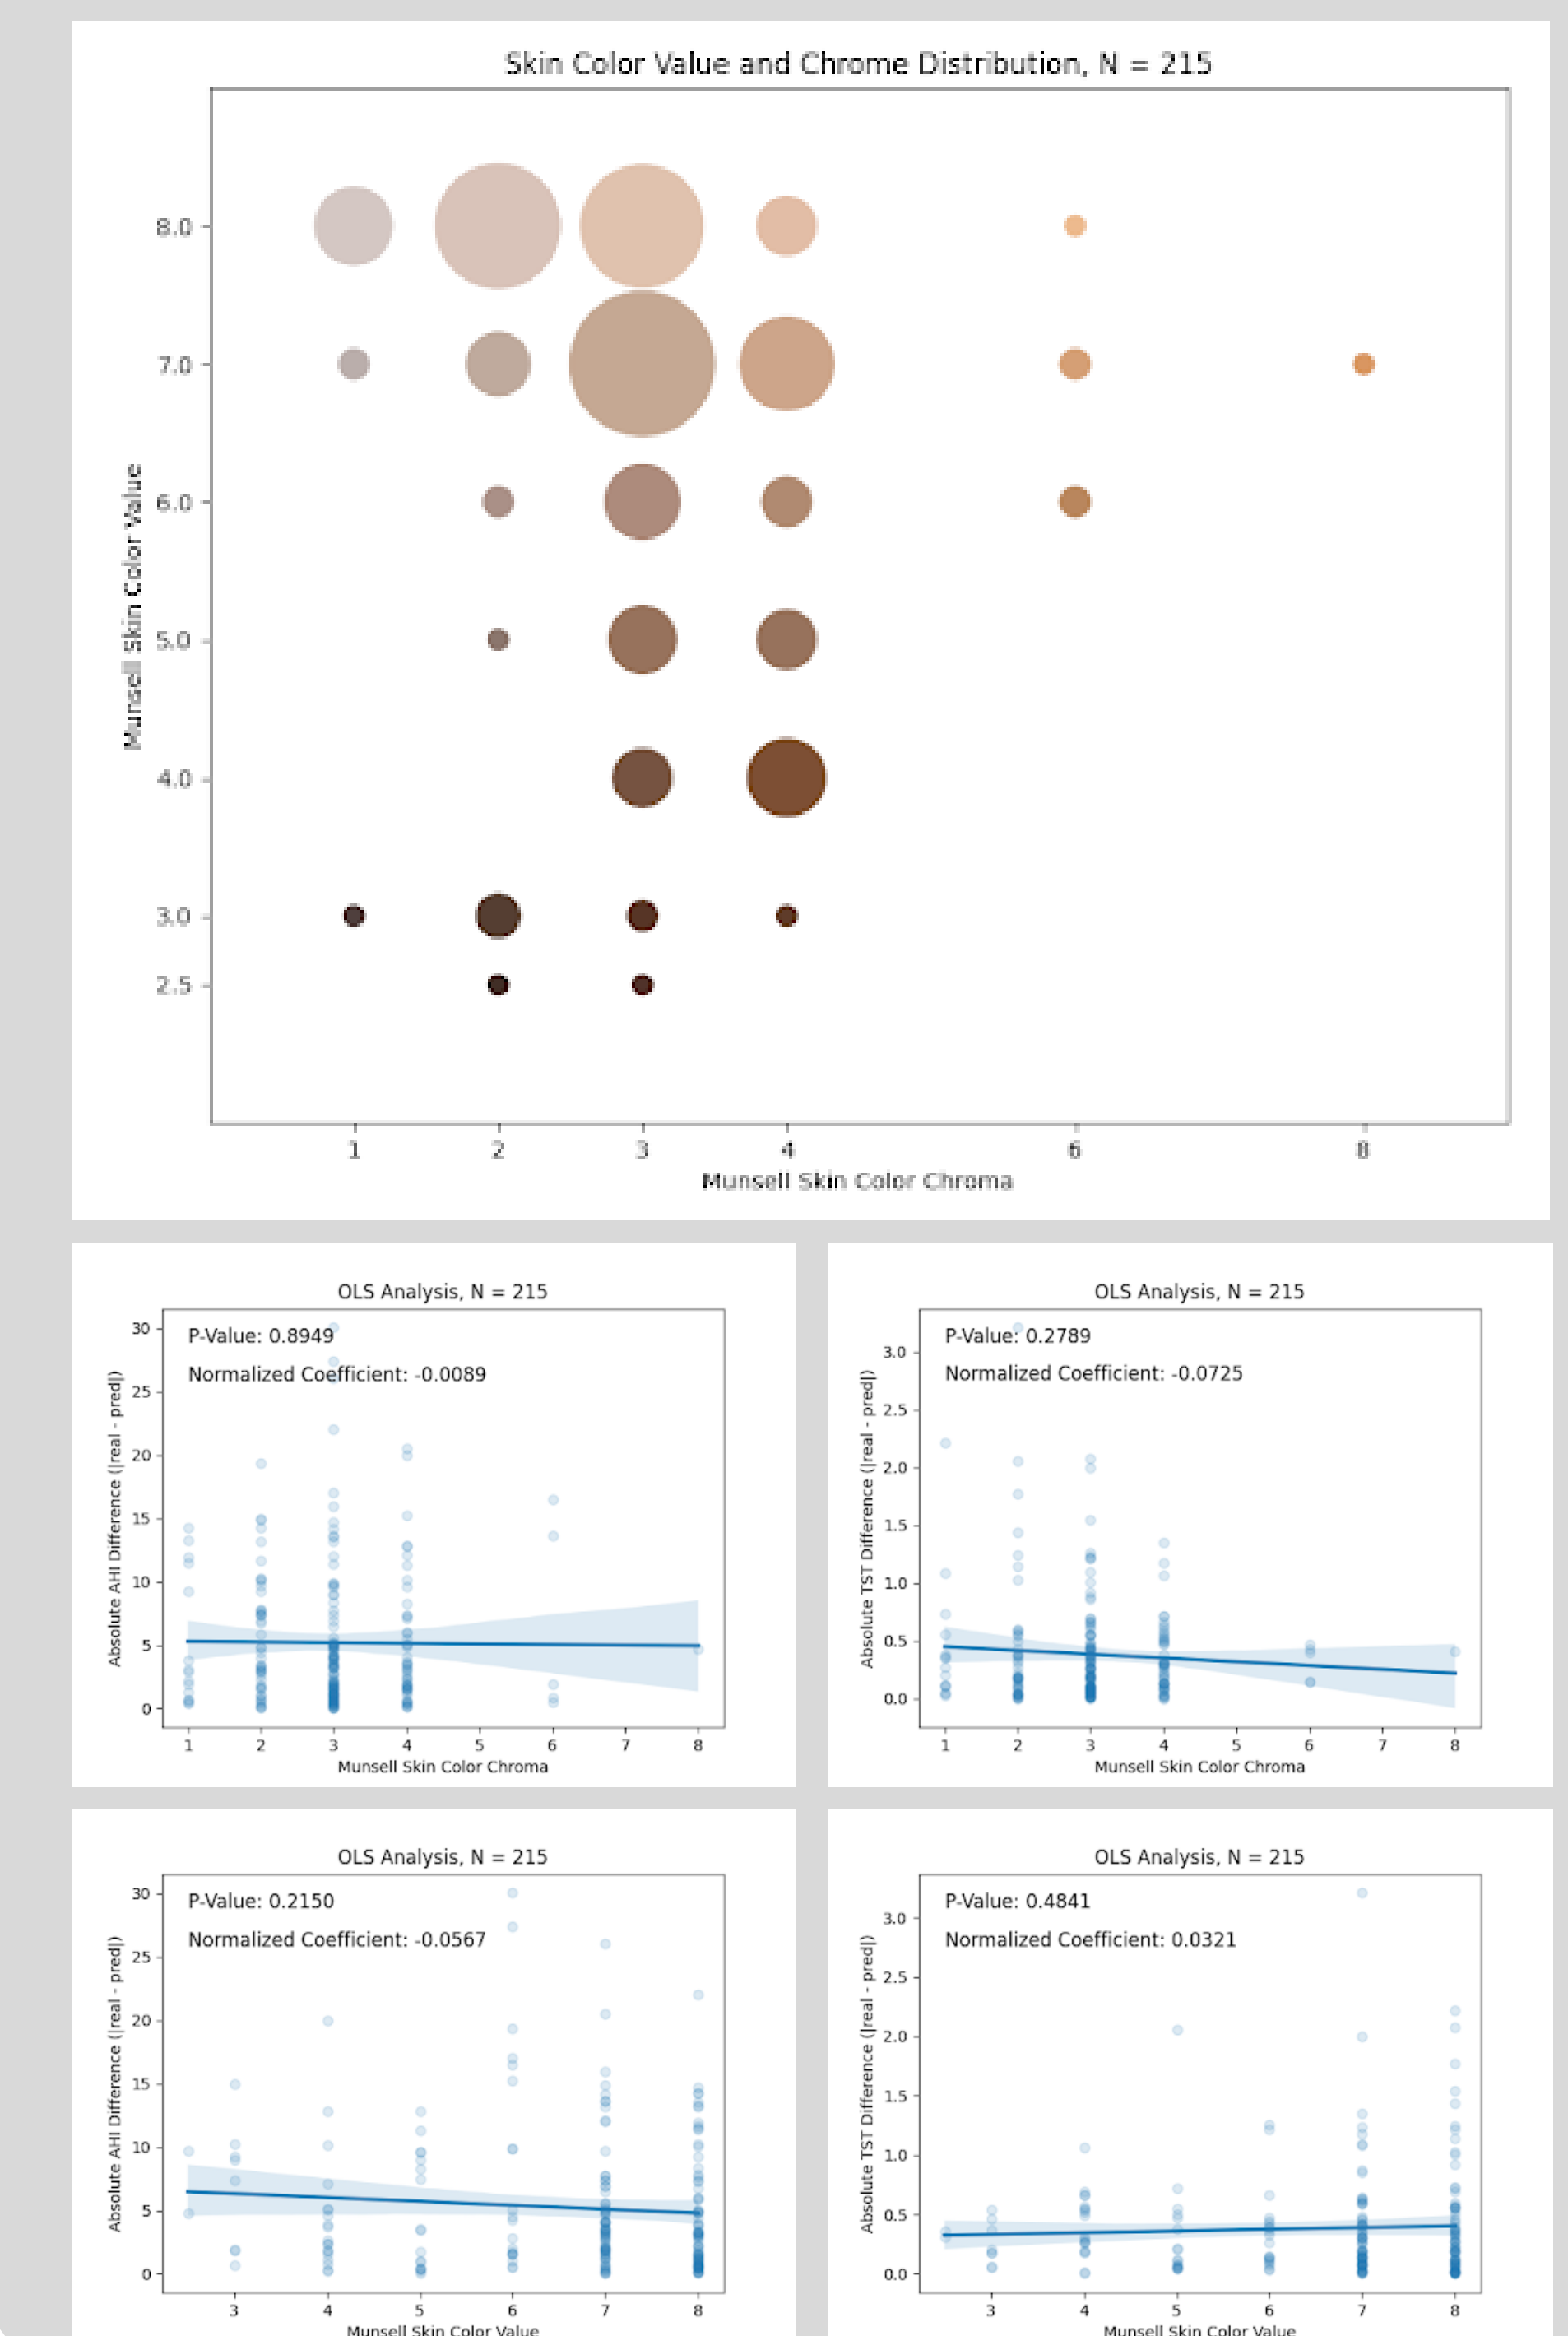 Skin Color Value and Chrome Distribution, N = 215
Munsell Skin Color Value
8.0
7.0
6.0
5.0
4.0
3.0
2.5
1 2 3 4 6 8
Munsell Skin Color Chroma
OLS Analysis, N = 215
P-Value: 0.8949
Normalized Coefficient: -0.0089
Absolute AHI Difference (|real - pred|)
30
25
20
15
10
5
0
1 2 3 4 5 6 7 8
Munsell Skin Color Chroma
OLS Analysis, N = 215
P-Value: 0.2789
Normalized Coefficient: -0.0725
Absolute TST Difference (|real - pred|)
3.0
2.5
2.0
1.5
1.0
0.5
0.0
1 2 3 4 5 6 7 8
Munsell Skin Color Chroma
OLS Analysis, N = 215
P-Value: 0.2150
Normalized Coefficient: -0.0567
Absolute AHI Difference (|real - pred|)
30
25
20
15
10
5
0
3 4 5 6 7 8
Munsell Skin Color Value
OLS Analysis, N = 215
P-Value: 0.4841
Normalized Coefficient: 0.0321
Absolute TST Difference (|real - pred|)
3.0
2.5
2.0
1.5
1.0
0.5
0.0
3 4 5 6 7 8
Munsell Skin Color Value